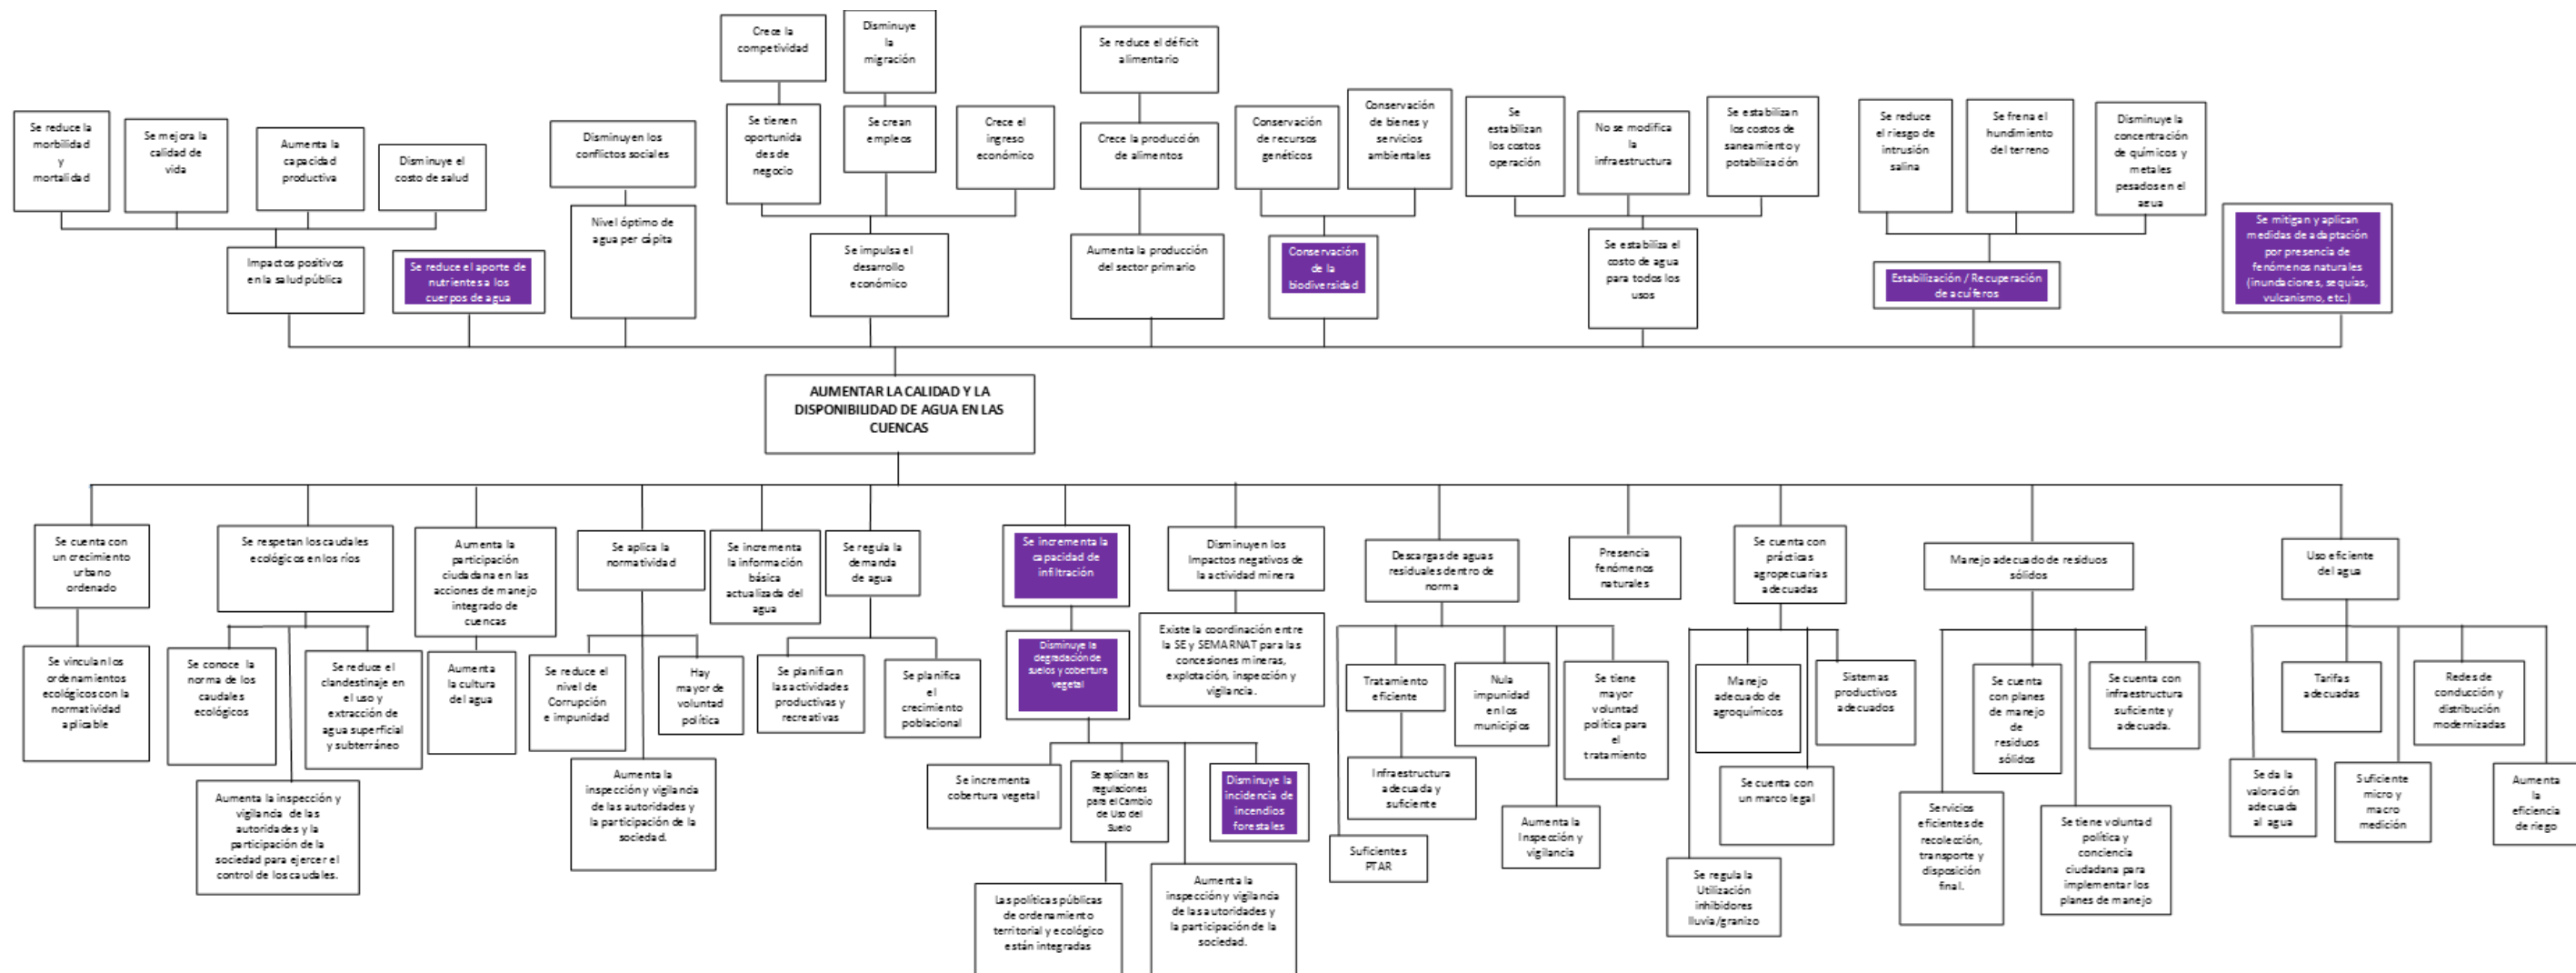 Crece la
competividad
Disminuye
la
migración
Se reduce el déficit
alimentario
Se reduce la
morbilidad
y
mortalidad
Se mejora la
calidad de
vida
Aumenta la
capacidad
productiva
Disminuye el
costo de salud
Disminuyen los
conflictos sociales
Se tienen
oportunida
des de
negocio
Se crean
empleos
Crece el
ingreso
económico
Crece la producción
de alimentos
Conservación
de recursos
genéticos
Conservación
de bienes y
servicios
ambientales
Se
estabilizan
los costos
operación
No se modifica
la
infraestructura
Se estabilizan
los costos de
saneamiento y
potabilización
Se reduce
el riesgo de
intrusión
salina
Se frena el
hundimiento
del terreno
Disminuye la
concentración
de químicos y
metales
pesados en el
agua
Impactos positivos
en la salud pública
Se reduce el aporte de
nutrientes a los
cuerpos de agua
Nivel óptimo de
agua per cápita
Se impulsa el
desarrollo
económico
Aumenta la producción
del sector primario
Conservación
de la
biodiversidad
Se estabiliza el
costo de agua
para todos los
usos
Estabilización / Recuperación
de acuíferos
Se mitigan y aplican
medidas de adaptación
por presencia de
fenómenos naturales
(inundaciones, sequías,
vulcanismo, etc.)
AUMENTAR LA CALIDAD Y LA
DISPONIBILIDAD DE AGUA EN LAS
CUENCAS
Se cuenta con
un crecimiento
urbano
ordenado
Se respetan los caudales
ecológicos en los ríos
Aumenta la
participación
ciudadana en las
acciones de manejo
integrado de
cuencas
Se aplica la
normatividad
Se incrementa
la información
básica
actualizada del
agua
Se regula la
demanda
de agua
Se incrementa la
capacidad de
infiltración
Disminuyen los
Impactos negativos de
la actividad minera
Descargas de aguas
residuales dentro de
norma
Presencia
fenómenos
naturales
Se cuenta con
prácticas
agropecuarias
adecuadas
Manejo adecuado de residuos
sólidos
Uso eficiente
del agua
Se vinculan los
ordenamientos
ecológicos con la
normatividad
aplicable
Se conoce la
norma de los
caudales
ecológicos
Se reduce el
clandestinaje en
el uso y
extracción de
agua superficial
y subterráneo
Aumenta
la cultura
del agua
Se reduce el
nivel de
Corrupción
e impunidad
Hay
mayor de
voluntad
política
Se planifican
las actividades
productivas y
recreativas
Se planifica
el
crecimiento
poblacional
Disminuye la
degradación de
suelos y cobertura
vegetal
Existe la coordinación entre
la SE y SEMARNAT para las
concesiones mineras,
explotación, inspección y
vigilancia.
Tratamiento
eficiente
Nula
impunidad
en los
municipios
Se tiene
mayor
voluntad
política para
el
tratamiento
Manejo
adecuado de
agroquímicos
Sistemas
productivos
adecuados
Se cuenta
con planes
de manejo
de
residuos
sólidos
Se cuenta con
infraestructura
suficiente y
adecuada.
Tarifas
adecuadas
Redes de
conducción y
distribución
modernizadas
Aumenta la inspección y
vigilancia de las
autoridades y la
participación de la
sociedad para ejercer el
control de los caudales.
Aumenta la
inspección y vigilancia
de las autoridades y
la participación de la
sociedad.
Se incrementa
cobertura vegetal
Se aplican las
regulaciones
para el Cambio
de Uso del
Suelo
Disminuye la
incidencia de
incendios
forestales
Infraestructura
adecuada y
suficiente
Suficientes
PTAR
Aumenta la
Inspección y
vigilancia
Se cuenta con
un marco legal
Se regula la
Utilización
inhibidores
lluvia/granizo
Servicios
eficientes de
recolección,
transporte y
disposición
final.
Se tiene voluntad
política y
conciencia
ciudadana para
implementar los
planes de manejo
Se da la
valoración
adecuada
al agua
Suficiente
micro y
macro
medición
Aumenta
la
eficiencia
de riego
Las políticas públicas
de ordenamiento
territorial y ecológico
están integradas
Aumenta la
inspección y vigilancia
de las autoridades y
la participación de la
sociedad.